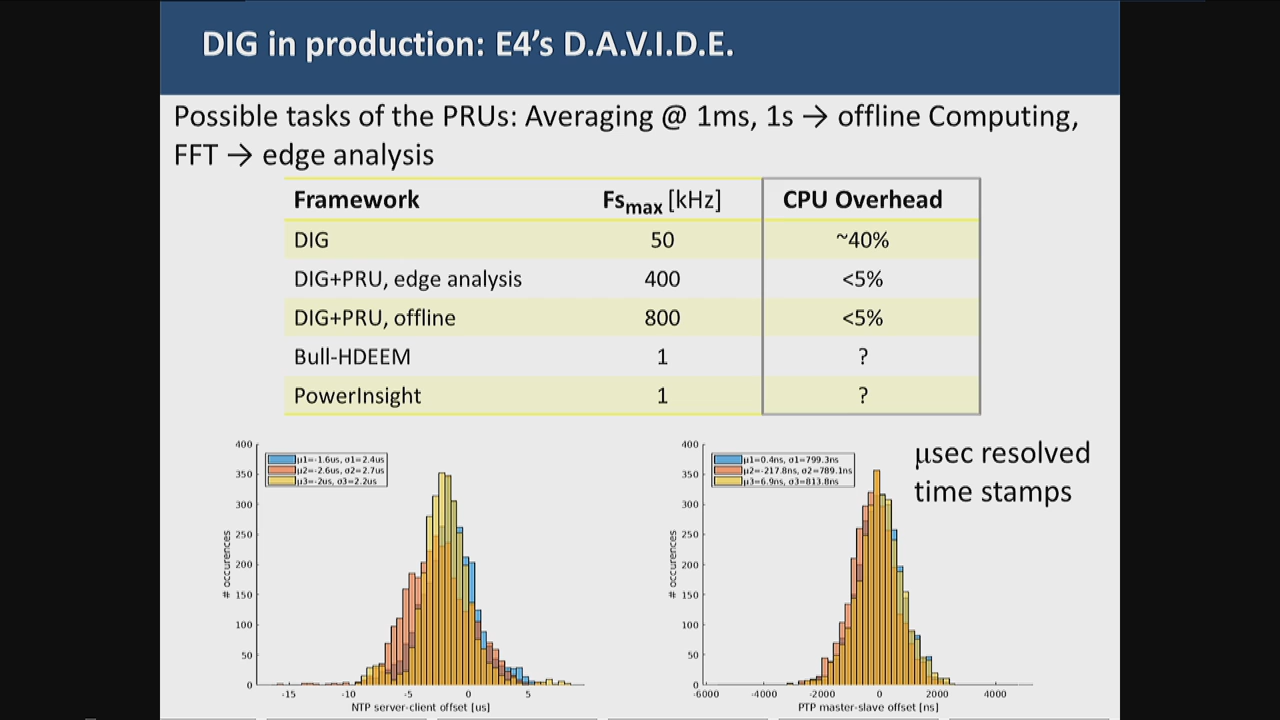 DIG in production: E4's D.A.V.I.D.E.
Possible tasks of the PRUs: Averaging @ 1ms, 1s → offline Computing,
FFT → edge analysis
Framework Fsmax [kHz] CPU Overhead
DIG 50 ~40%
DIG+PRU, edge analysis 400 <5%
DIG+PRU, offline 800 <5%
Bull-HDEEM 1 ?
PowerInsight 1 ?
400
350
300
250
200
150
100
50
0
# occurences
μ1=-1.6us, σ1=2.4us
μ2=-2.6us, σ2=2.7us
μ3=-2us, σ3=2.2us
-15 -10 -5 0 5
NTP server-client offset [us]
400
350
300
250
200
150
100
50
0
# occurences
μ1=0.4ns, σ1=799.3ns
μ2=-217.8ns, σ2=789.1ns
μ3=6.9ns, σ3=813.8ns
-6000 -4000 -2000 0 2000 4000
PTP master-slave offset [ns]
μsec resolved
time stamps